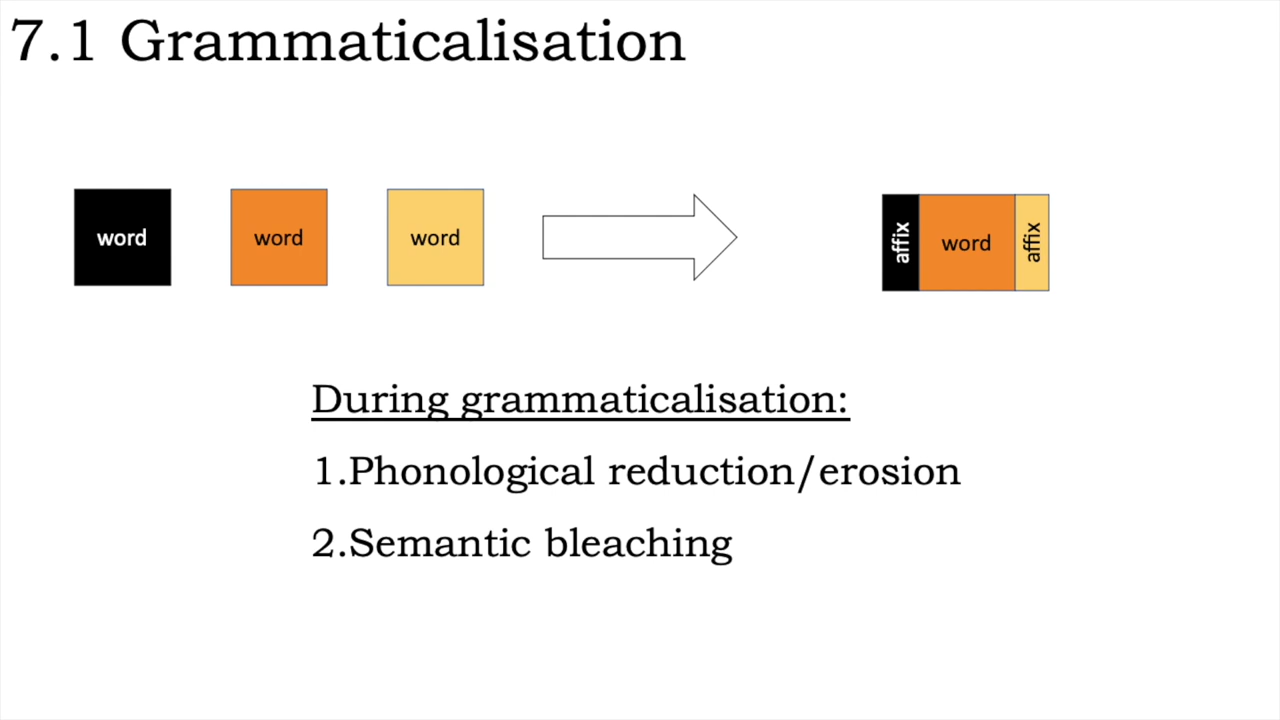 7.1 Grammaticalisation
word word word affix word affix
During grammaticalisation:
1.Phonological reduction/erosion
2.Semantic bleaching